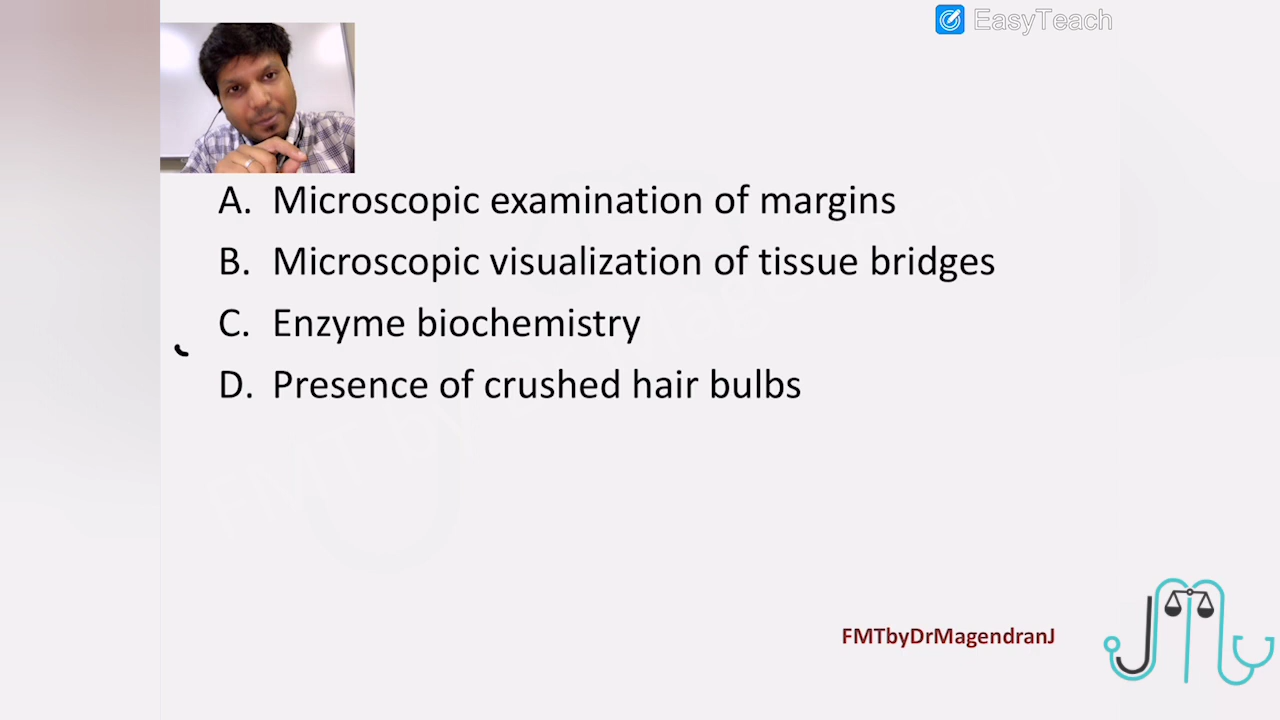 EasyTeach
A. Microscopic examination of margins
B. Microscopic visualization of tissue bridges
C. Enzyme biochemistry
D. Presence of crushed hair bulbs
FMTbyDrMagendranJ